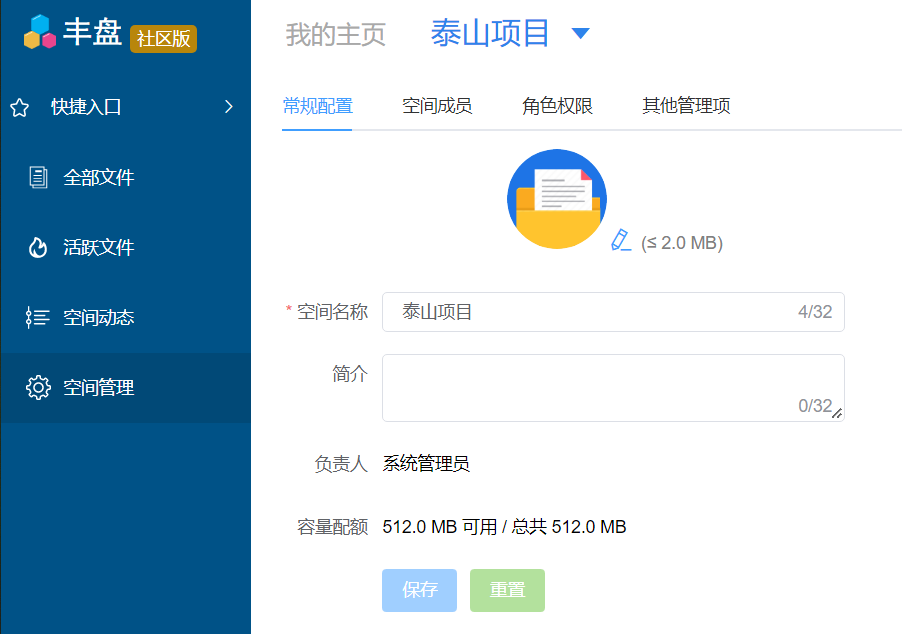 丰盘 社区版
快捷入口
全部文件
活跃文件
空间动态
空间管理
我的主页 泰山项目
常规配置 空间成员 角色权限 其他管理项
(≤ 2.0 MB)
* 空间名称 泰山项目 4/32
简介
0/32
负责人 系统管理员
容量配额 512.0 MB 可用 / 总共 512.0 MB
保存 重置